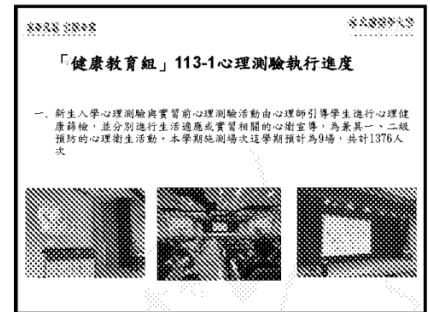 「健康教育組」113-1心理測驗執行進度
一、新生入學心理測驗與實習前心理測驗活動由心理師引導學生進行心理健
康篩檢，並分別進行生活適應或實習相關的心衛宣導，為兼具一、二級
預防的心理衛生活動。本學期施測場次這學期預計為9場，共計1376人
次